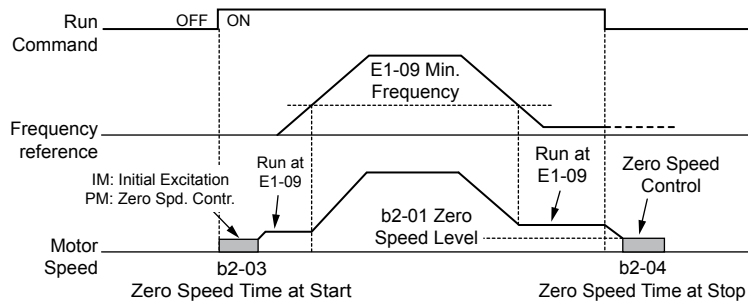 Run
Command
OFF
ON
E1-09 Min.
Frequency
Frequency
reference
Run at
E1-09
IM: Initial Excitation
PM: Zero Spd. Contr.
Run at
E1-09
Zero Speed
Control
b2-01 Zero
Speed Level
Motor
Speed
b2-03
Zero Speed Time at Start
b2-04
Zero Speed Time at Stop